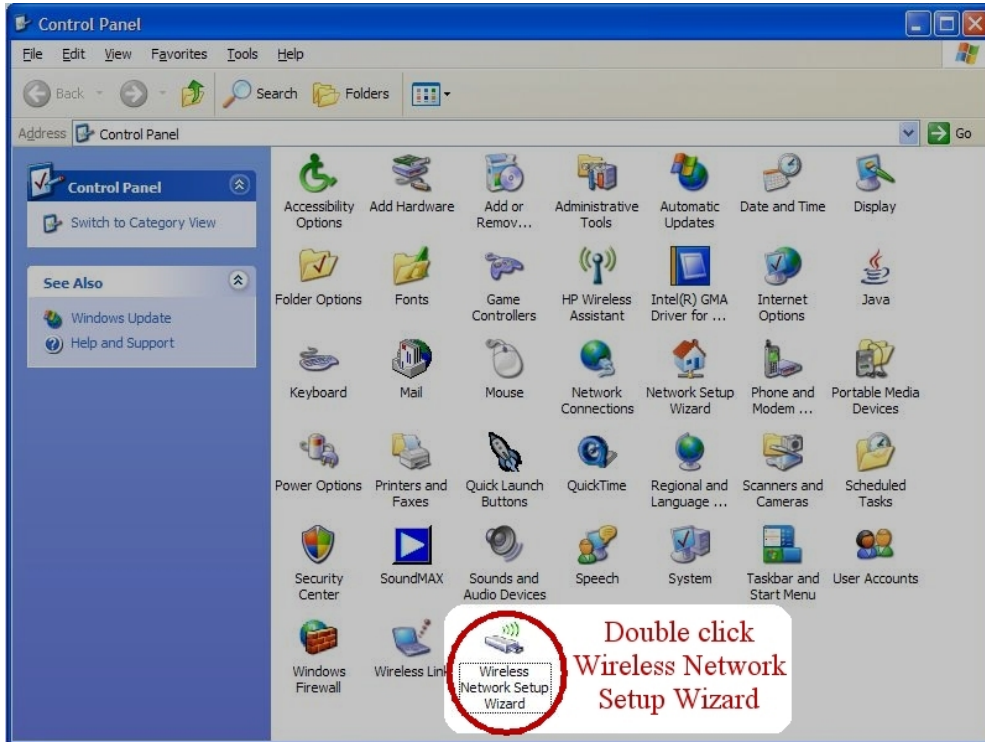 Control Panel
File Edit View Favorites Tools Help
Back Search Folders
Address Control Panel Go
Control Panel
Switch to Category View
See Also
Windows Update
Help and Support
Accessibility Options
Add Hardware
Add or Remov...
Administrative Tools
Automatic Updates
Date and Time
Display
Folder Options
Fonts
Game Controllers
HP Wireless Assistant
Intel(R) GMA Driver for ...
Internet Options
Java
Keyboard
Mail
Mouse
Network Connections
Network Setup Wizard
Phone and Modem ...
Portable Media Devices
Power Options
Printers and Faxes
Quick Launch Buttons
QuickTime
Regional and Language ...
Scanners and Cameras
Scheduled Tasks
Security Center
SoundMAX
Sounds and Audio Devices
Speech
System
Taskbar and Start Menu
User Accounts
Windows Firewall
Wireless Link
Wireless Network Setup Wizard
Double click
Wireless Network
Setup Wizard